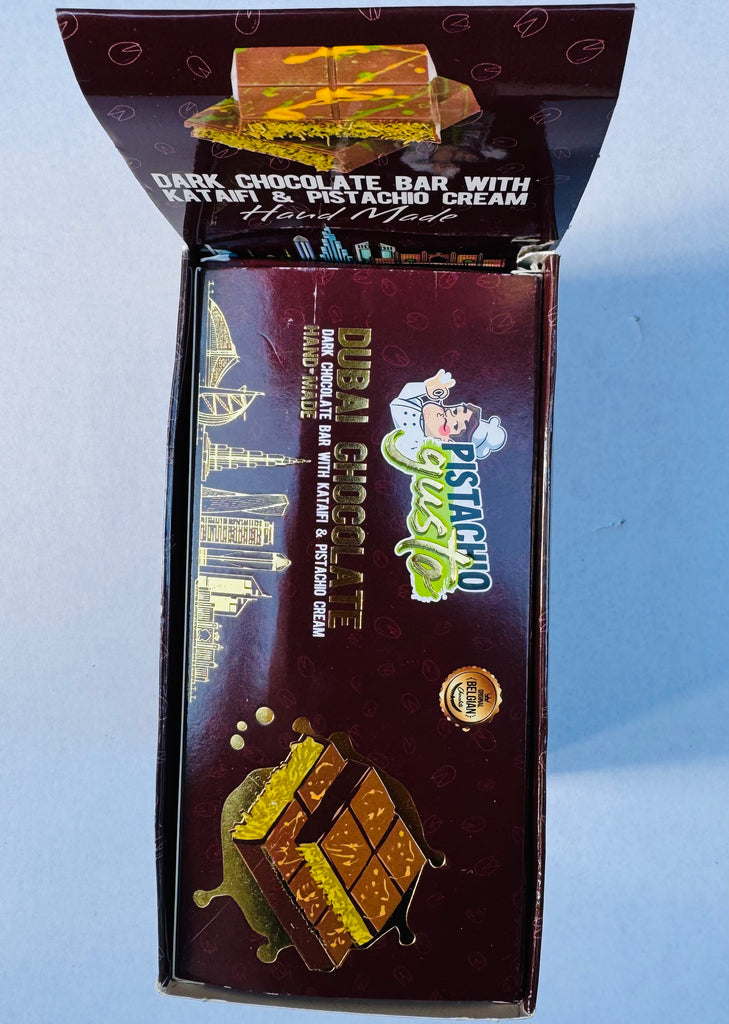 DARK CHOCOLATE BAR WITH
KATAIFI & PISTACHIO CREAM
Hand Made
PISTACHIO
gusto
DUBAI CHOCOLATE
DARK CHOCOLATE BAR WITH KATAIFI & PISTACHIO CREAM
HAND-MADE
ORIGINAL
BELGIAN